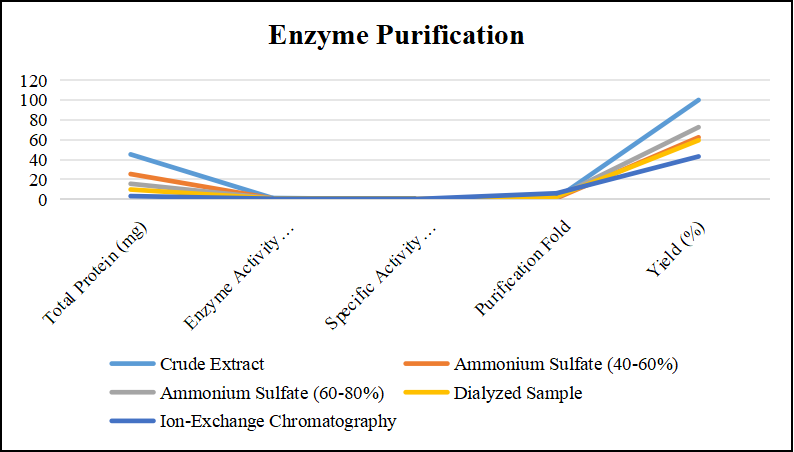 Enzyme Purification
120
100
80
60
40
20
0
Total Protein (mg)
Enzyme Activity...
Specific Activity...
Purification Fold
Yield (%)
Crude Extract
Ammonium Sulfate (40-60%)
Ammonium Sulfate (60-80%)
Dialyzed Sample
Ion-Exchange Chromatography